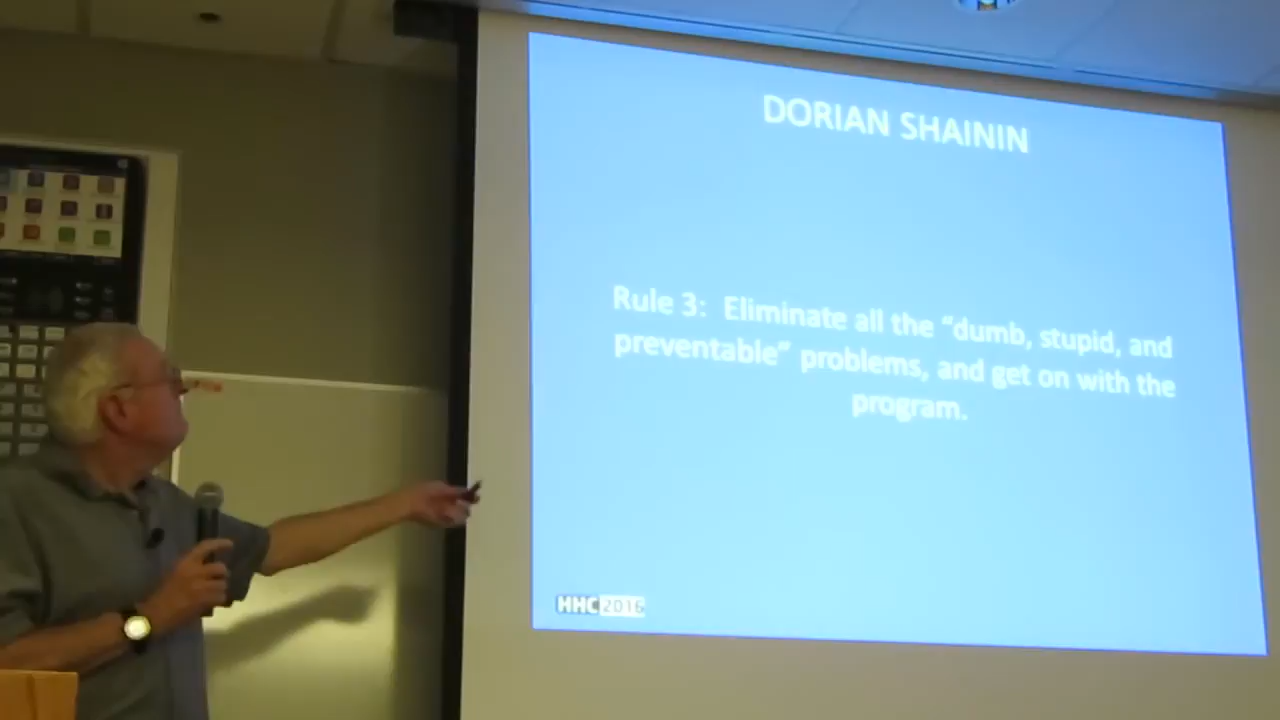 DORIAN SHAININ
Rule 3: Eliminate all the “dumb, stupid, and
preventable” problems, and get on with the
program.
HHC 2016